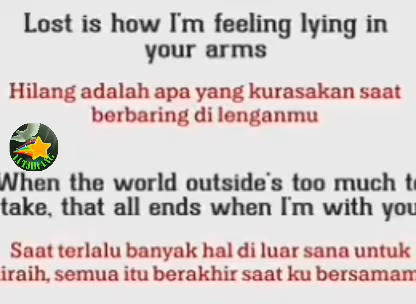 Lost is how I'm feeling lying in
your arms
Hilang adalah apa yang kurasakan saat
berbaring di lenganmu
When the world outside's too much t
take, that all ends when I'm with you
Saat terlalu banyak hal di luar sana untuk
iraih, semua itu berakhir saat ku bersamam